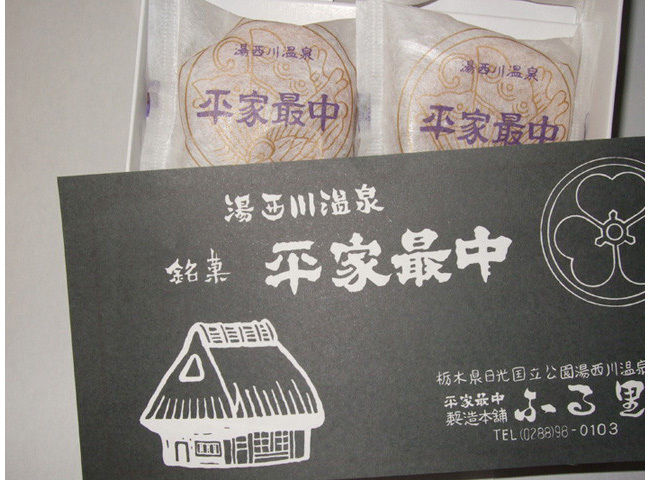 湯西川温泉
平家最中
湯西川温泉
平家最中
湯西川温泉
銘菓 平家最中
栃木県日光国立公園湯西川温泉
平家最中
製造本舗 ふる里
TEL(0288)98-0103